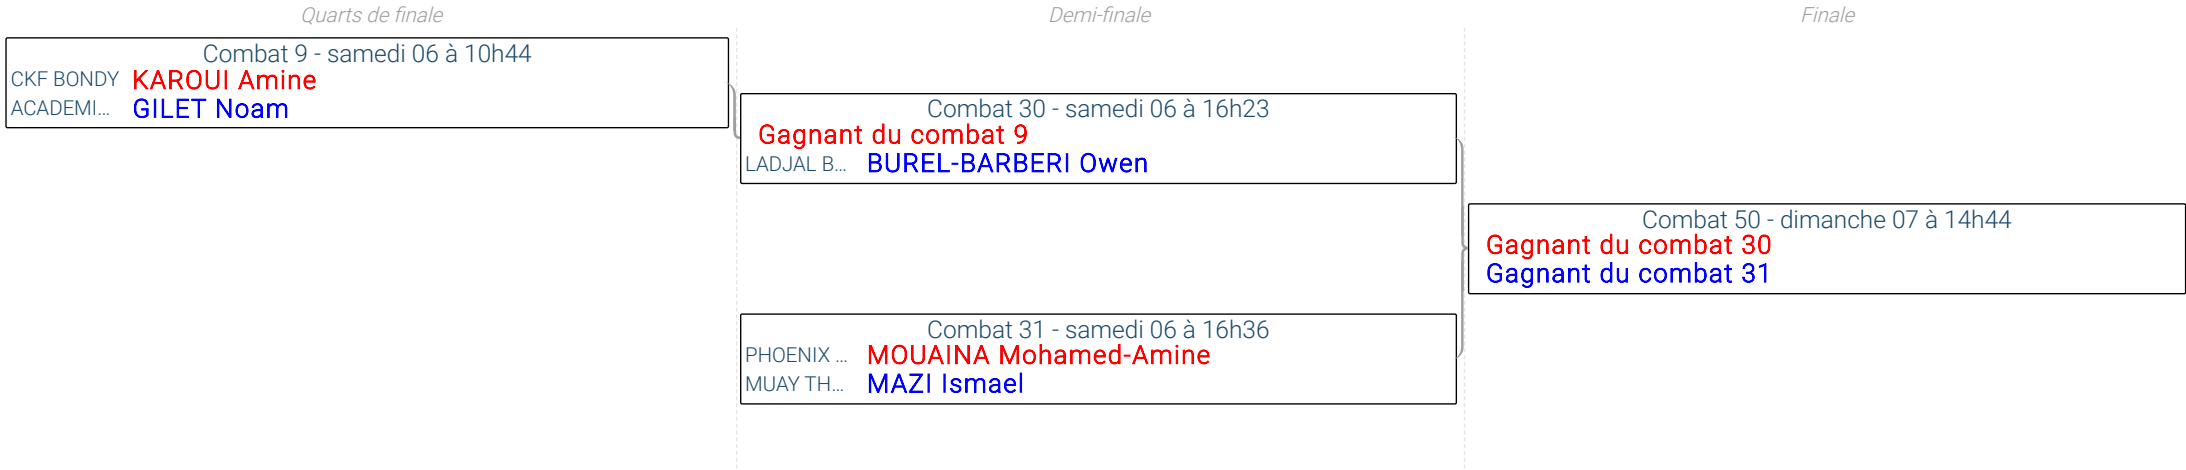 Quarts de finale
Demi-finale
Finale
Combat 9 - samedi 06 à 10h44
CKF BONDY KAROUI Amine
ACADEMI... GILET Noam
Combat 30 - samedi 06 à 16h23
Gagnant du combat 9
LADJAL B... BUREL-BARBERI Owen
Combat 50 - dimanche 07 à 14h44
Gagnant du combat 30
Gagnant du combat 31
Combat 31 - samedi 06 à 16h36
PHOENIX ... MOUAINA Mohamed-Amine
MUAY TH... MAZI Ismael